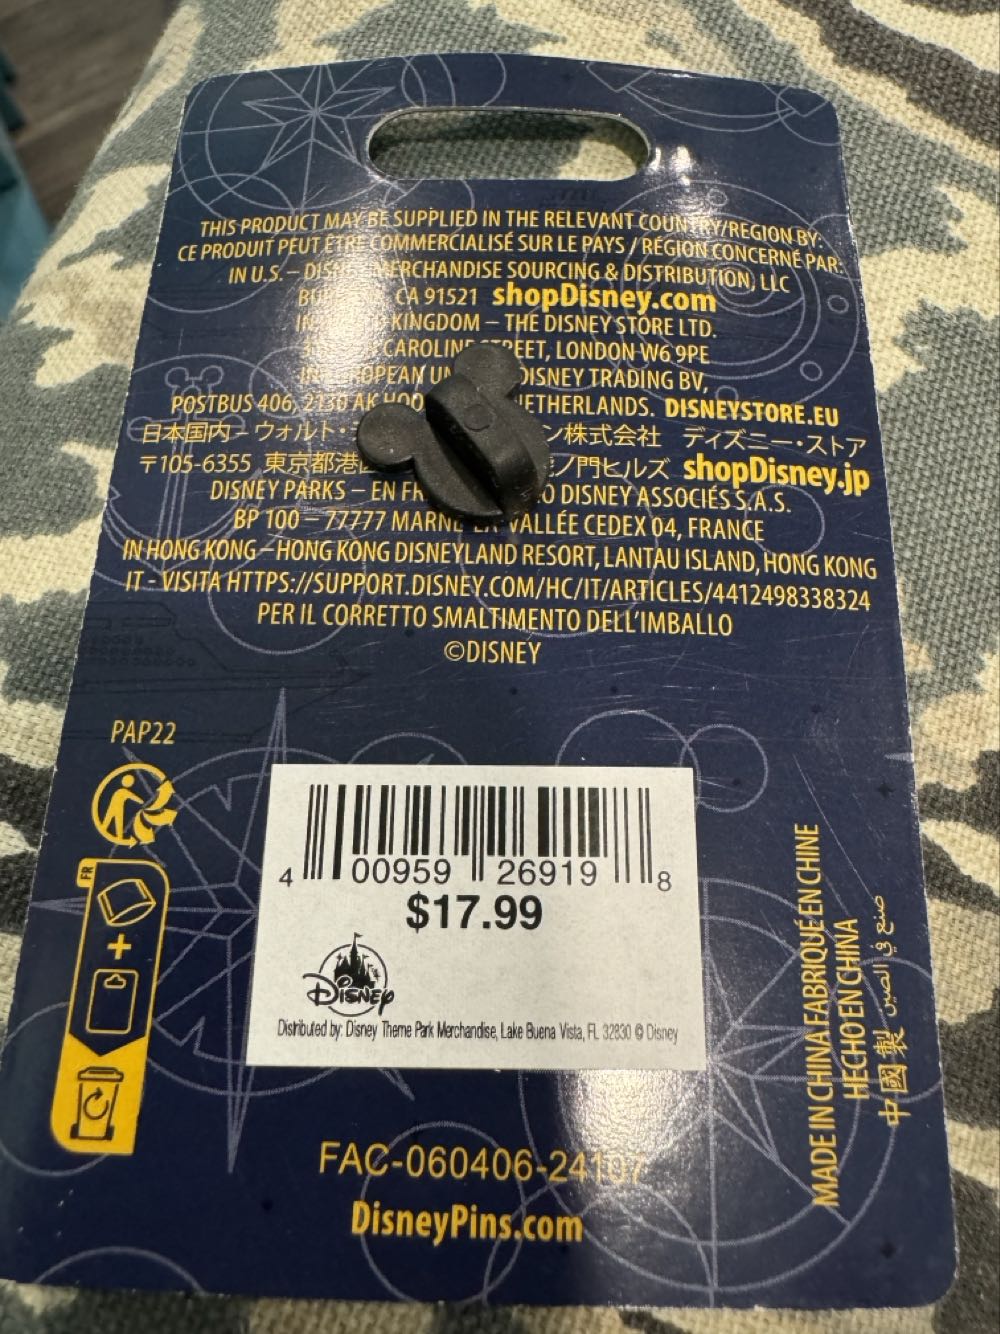 THIS PRODUCT MAY BE SUPPLIED IN THE RELEVANT COUNTRY/REGION BY:
CE PRODUIT PEUT ÊTRE COMMERCIALISÉ SUR LE PAYS / RÉGION CONCERNÉ PAR:
IN U.S. – DISNEY MERCHANDISE SOURCING & DISTRIBUTION, LLC
CA 91521 shopDisney.com
KINGDOM – THE DISNEY STORE LTD.
CAROLINE STREET, LONDON W6 9PE
DISNEY TRADING BV,
POSTBUS 406, 2130 AK HOO NETHERLANDS. DISNEYSTORE.EU
日本国内 – ウォルト・ ン株式会社 ディズニー・ストア
〒105-6355 東京都港区 ノ門ヒルズ shopDisney.jp
DISNEY PARKS – EN FR O DISNEY ASSOCIÉS S.A.S.
BP 100 – 77777 MARNE LA VALLÉE CEDEX 04, FRANCE
IN HONG KONG – HONG KONG DISNEYLAND RESORT, LANTAU ISLAND, HONG KONG
IT - VISITA HTTPS://SUPPORT.DISNEY.COM/HC/IT/ARTICLES/4412498338324
PER IL CORRETTO SMALTIMENTO DELL'IMBALLO
©DISNEY
PAP22
FR
4 00959 26919 8
$17.99
DISNEY
Distributed by: Disney Theme Park Merchandise, Lake Buena Vista, FL 32830 © Disney
MADE IN CHINA FABRIQUÉ EN CHINE
HECHO EN CHINA
中國製 صنع في الصين
FAC-060406-24107
DisneyPins.com